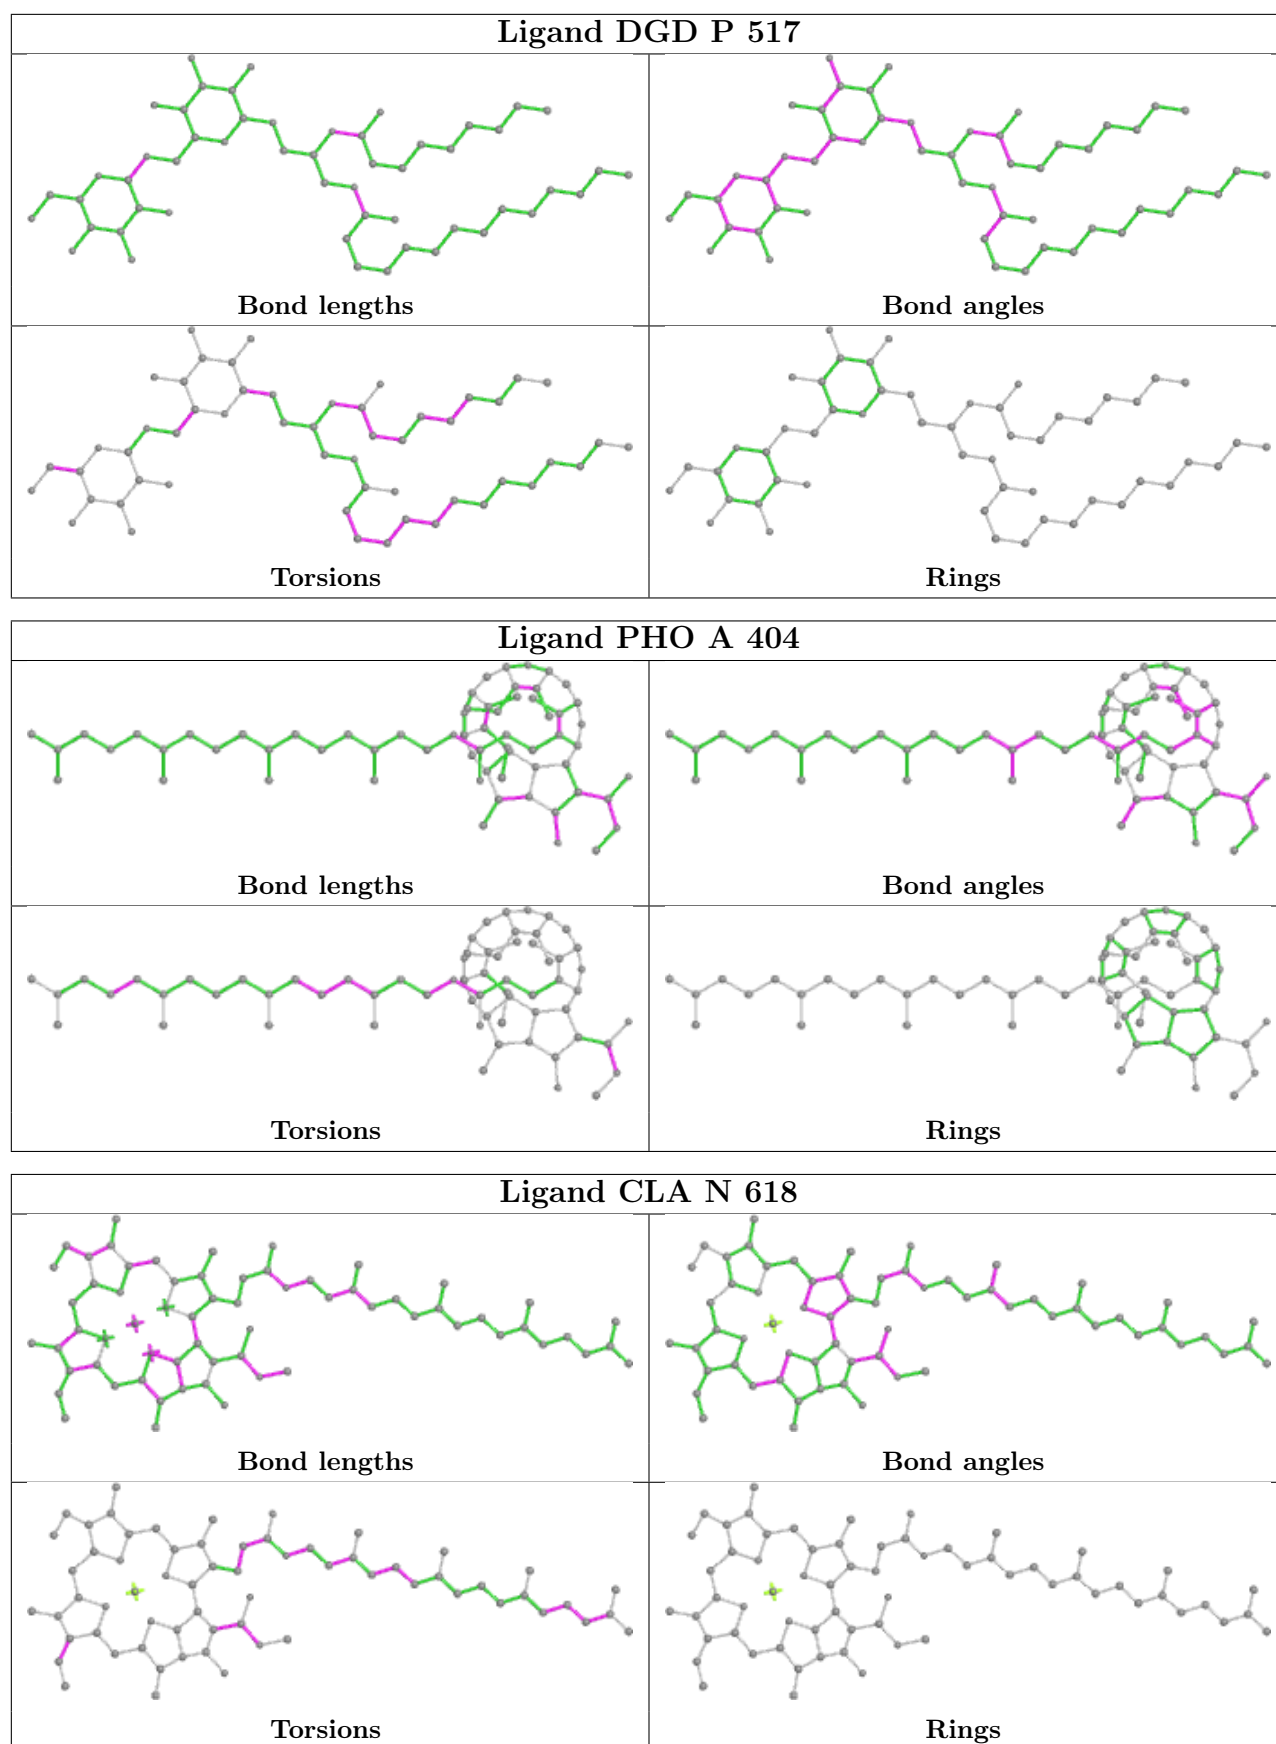 Ligand DGD P 517
Bond lengths
Bond angles
Torsions
Rings
Ligand PHO A 404
Bond lengths
Bond angles
Torsions
Rings
Ligand CLA N 618
Bond lengths
Bond angles
Torsions
Rings